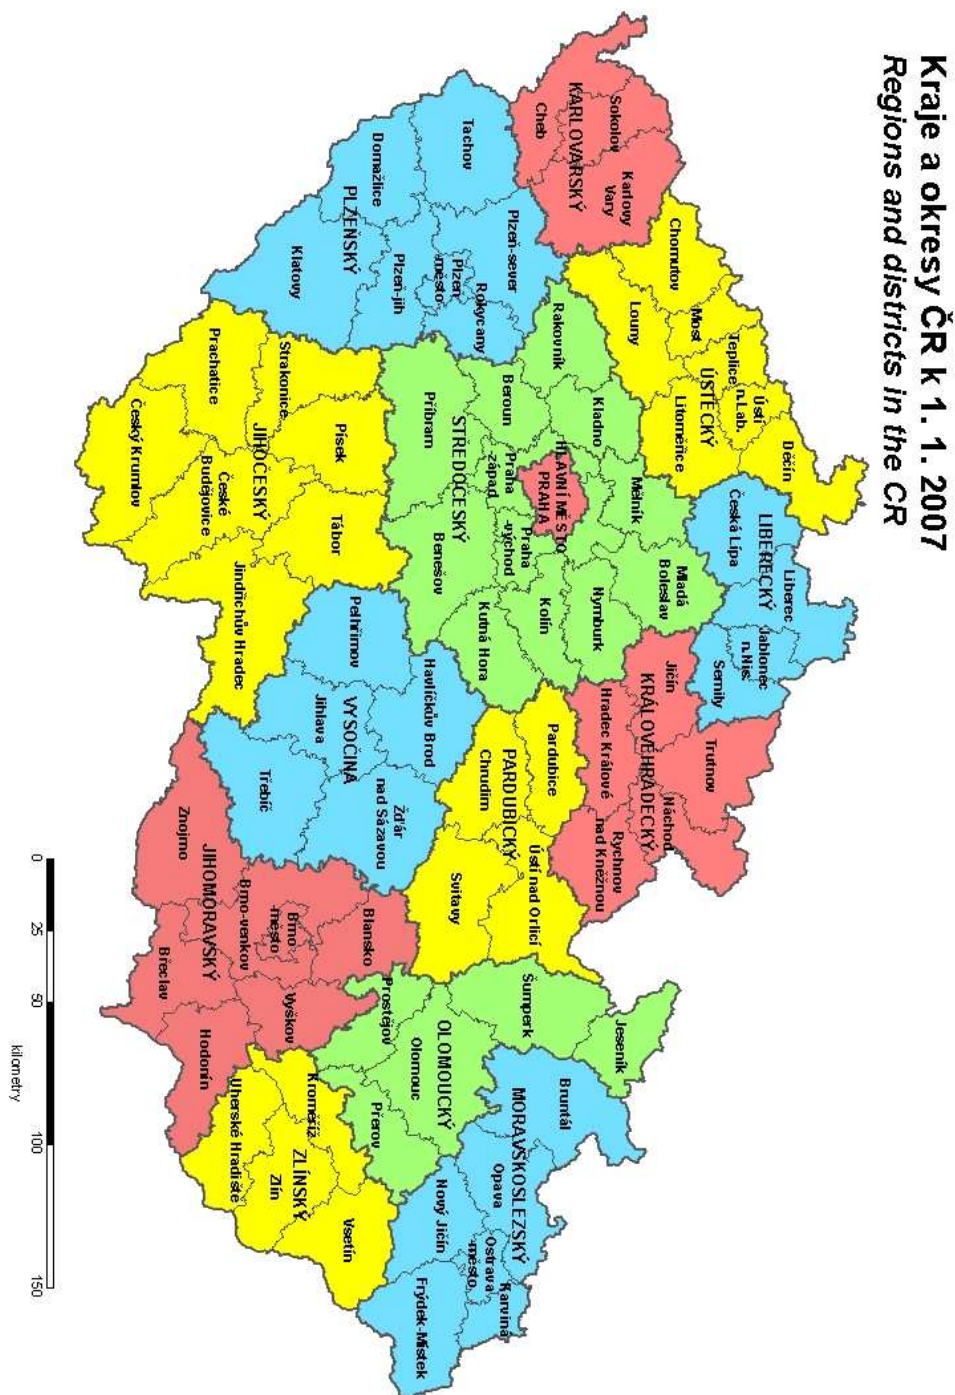 Kraje a okresy ČR k 1. 1. 2007
Regions and districts in the CR
KARLOVARSKÝ
Sokolov
Karlovy
Vary
Cheb
ÚSTECKÝ
Chomutov
Most
Teplice
Ústí
n.Lab.
Děčín
Louny
Litoměřice
LIBERECKÝ
Česká Lípa
Liberec
Jablonec
n.Nis.
Semily
KRÁLOVEHRADECKÝ
Jičín
Trutnov
Náchod
Hradec Králové
Rychnov
nad Kněžnou
PLZEŇSKÝ
Tachov
Domažlice
Klatovy
Plzeň-sever
Plzeň
město
Plzeň-jih
Rokycany
STŘEDOČESKÝ
Rakovník
Kladno
Mělník
Mladá
Boleslav
Beroun
Příbram
Praha
západ
Praha
východ
Nymburk
Kolín
Kutná Hora
Benešov
HLAVNÍ MĚSTO
PRAHA
PARDUBICKÝ
Pardubice
Chrudim
Ústí nad Orlicí
Svitavy
JIHOČESKÝ
Strakonice
Prachatice
Písek
Tábor
České
Budějovice
Český Krumlov
Jindřichův Hradec
VYSOČINA
Pelhřimov
Havlíčkův Brod
Jihlava
Žďár
nad Sázavou
Třebíč
JIHOMORAVSKÝ
Znojmo
Brno-venkov
Brno
město
Blansko
Vyškov
Břeclav
Hodonín
OLOMOUCKÝ
Jeseník
Šumperk
Olomouc
Prostějov
Přerov
MORAVSKOSLEZSKÝ
Bruntál
Opava
Nový Jičín
Ostrava
město
Karviná
Frýdek-Místek
ZLÍNSKÝ
Kroměříž
Uherské Hradiště
Zlín
Vsetín
0
25
50
100
150
kilometry